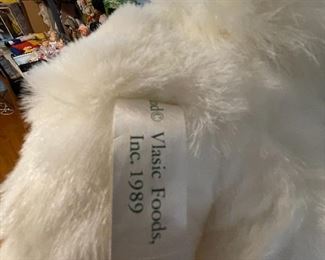 © Vlasic Foods,
Inc. 1989